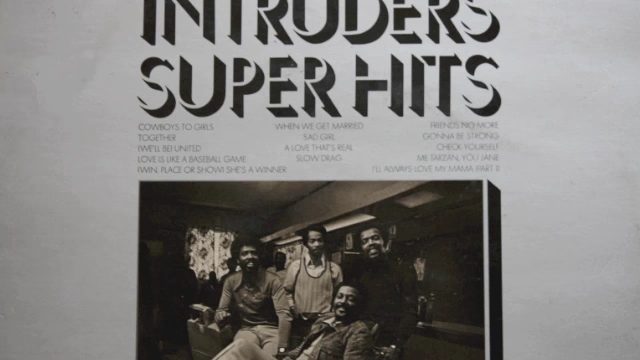 INTRUDERS
SUPER HITS
COWBOYS TO GIRLS
TOGETHER
(WE'LL BE) UNITED
LOVE IS LIKE A BASEBALL GAME
(WIN, PLACE OR SHOW) SHE'S A WINNER
WHEN WE GET MARRIED
SAD GIRL
A LOVE THAT'S REAL
SLOW DRAG
FRIENDS NO MORE
GONNA BE STRONG
CHECK YOURSELF
ME TARZAN, YOU JANE
I'LL ALWAYS LOVE MY MAMA (PART I)